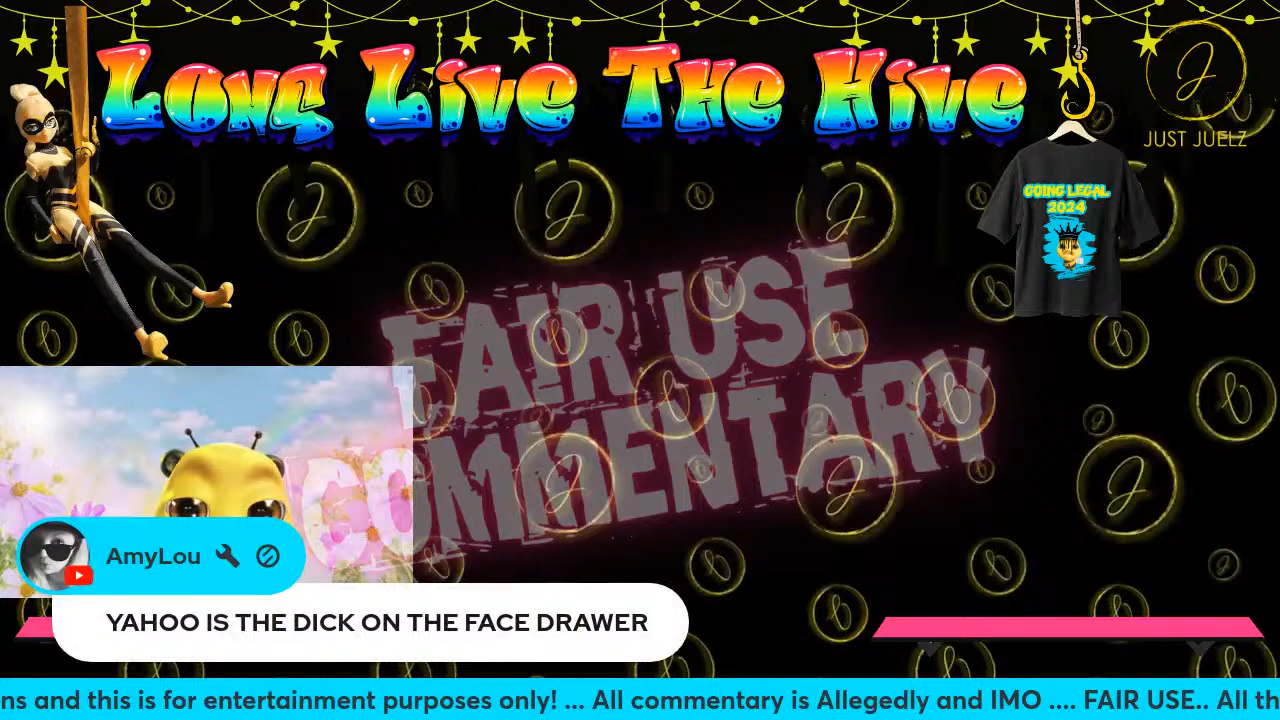 Long Live The Hive
JUST JUELZ
GOING LEGAL
2024
FAIR USE
COMMENTARY
AmyLou
YAHOO IS THE DICK ON THE FACE DRAWER
ns and this is for entertainment purposes only! ... All commentary is Allegedly and IMO .... FAIR USE.. All th